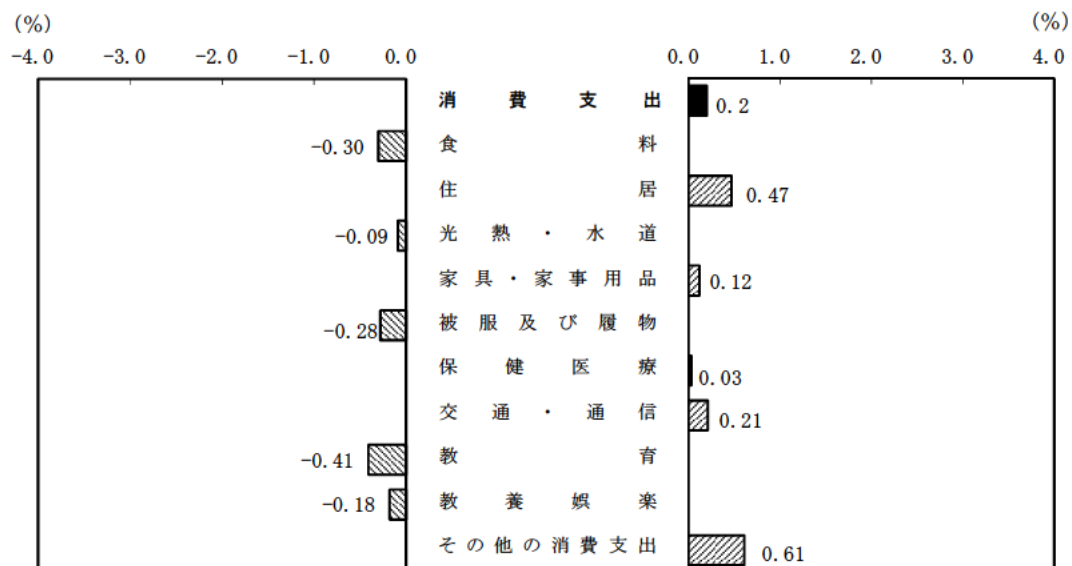 (%) (%)
-4.0 -3.0 -2.0 -1.0 0.0 0.0 1.0 2.0 3.0 4.0
消費支出 0.2
-0.30 食料
住居 0.47
-0.09 光熱・水道
家具・家事用品 0.12
-0.28 被服及び履物
保健医療 0.03
交通・通信 0.21
-0.41 教育
-0.18 教養娯楽
その他の消費支出 0.61